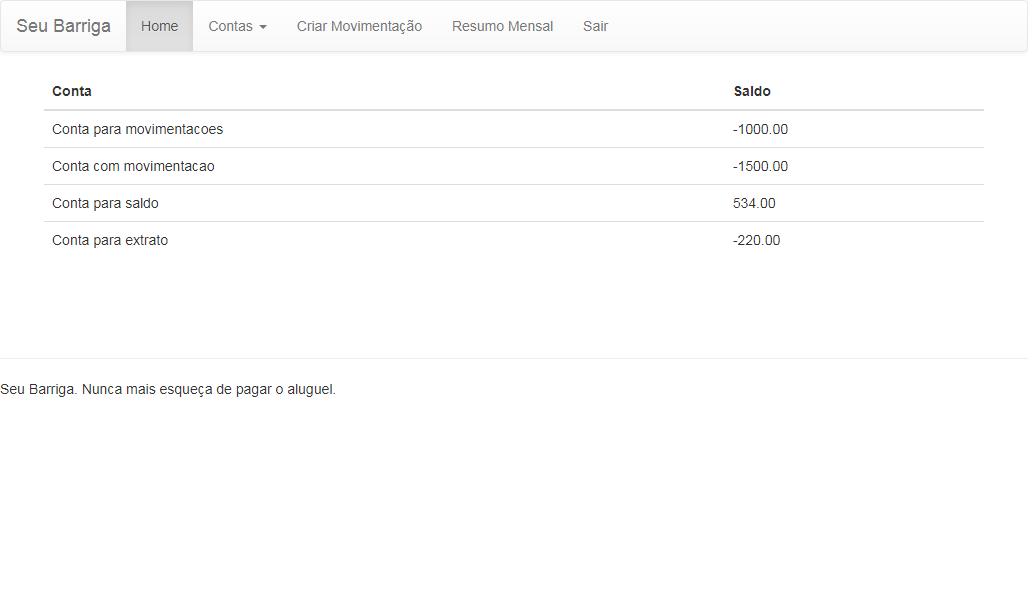 Seu Barriga Home Contas Criar Movimentação Resumo Mensal Sair
Conta Saldo
Conta para movimentacoes -1000.00
Conta com movimentacao -1500.00
Conta para saldo 534.00
Conta para extrato -220.00
Seu Barriga. Nunca mais esqueça de pagar o aluguel.